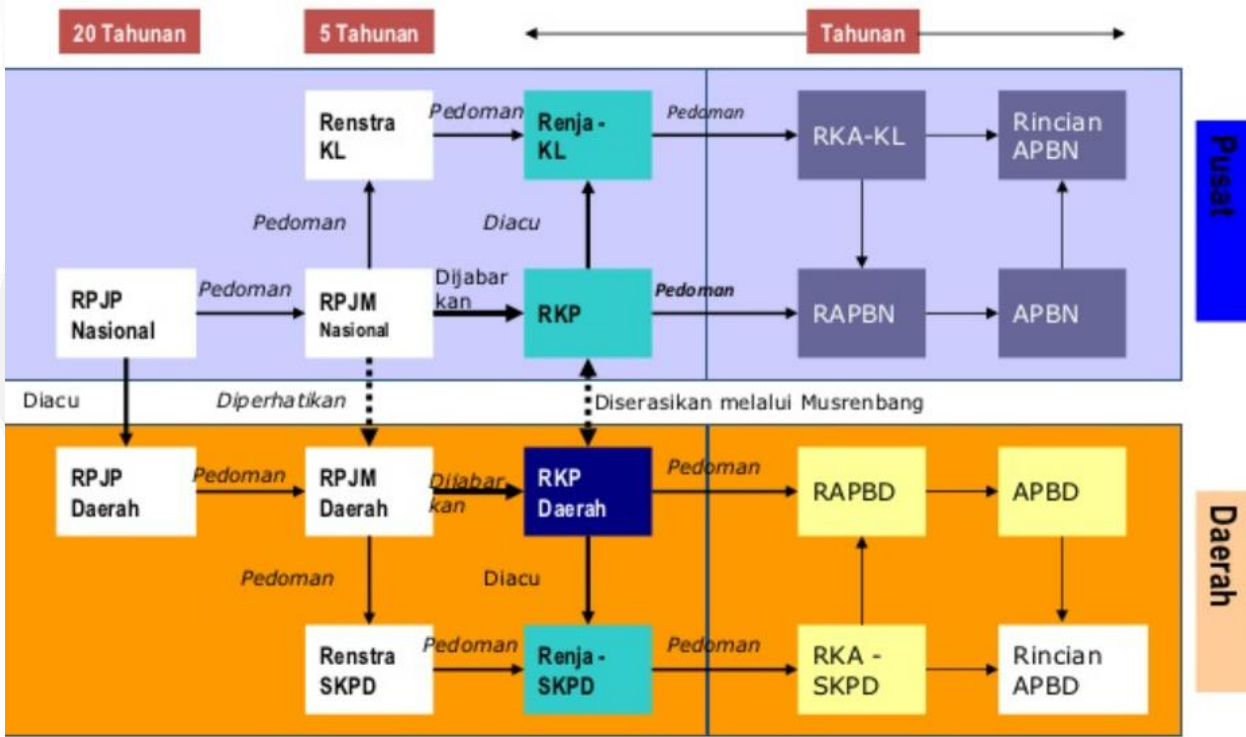 20 Tahunan
5 Tahunan
Tahunan
Renstra
KL
Pedoman
Renja -
KL
Pedoman
RKA-KL
Rincian
APBN
Pusat
Pedoman
Diacu
RPJP
Nasional
Pedoman
RPJM
Nasional
Dijabar
kan
RKP
Pedoman
RAPBN
APBN
Diacu
Diperhatikan
Diserasikan melalui Musrenbang
RPJP
Daerah
Pedoman
RPJM
Daerah
Dijabar
kan
RKP
Daerah
Pedoman
RAPBD
APBD
Daerah
Pedoman
Diacu
Renstra
SKPD
Pedoman
Renja -
SKPD
Pedoman
RKA -
SKPD
Rincian
APBD